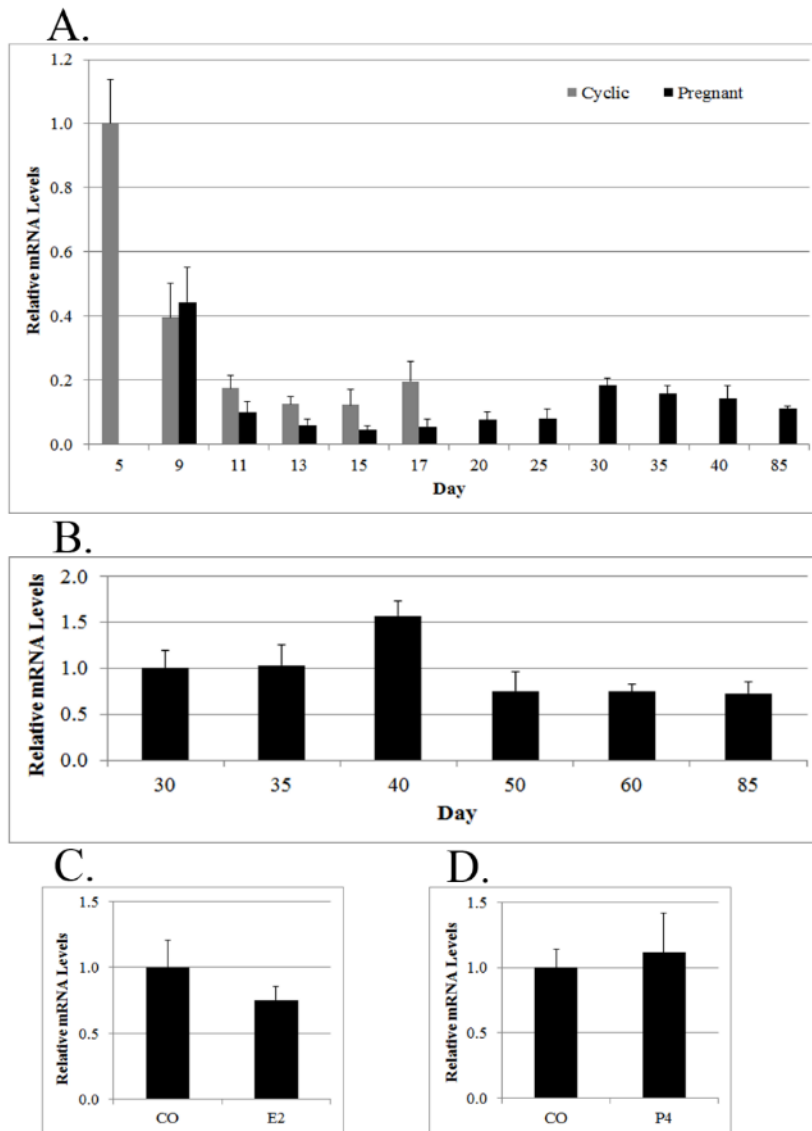 A.
1.2
1.0
0.8
0.6
0.4
0.2
0.0
Relative mRNA Levels
Cyclic Pregnant
5 9 11 13 15 17 20 25 30 35 40 85
Day
B.
2.0
1.5
1.0
0.5
0.0
Relative mRNA Levels
30 35 40 50 60 85
Day
C.
1.5
1.0
0.5
0.0
Relative mRNA Levels
CO E2
D.
1.5
1.0
0.5
0.0
Relative mRNA Levels
CO P4